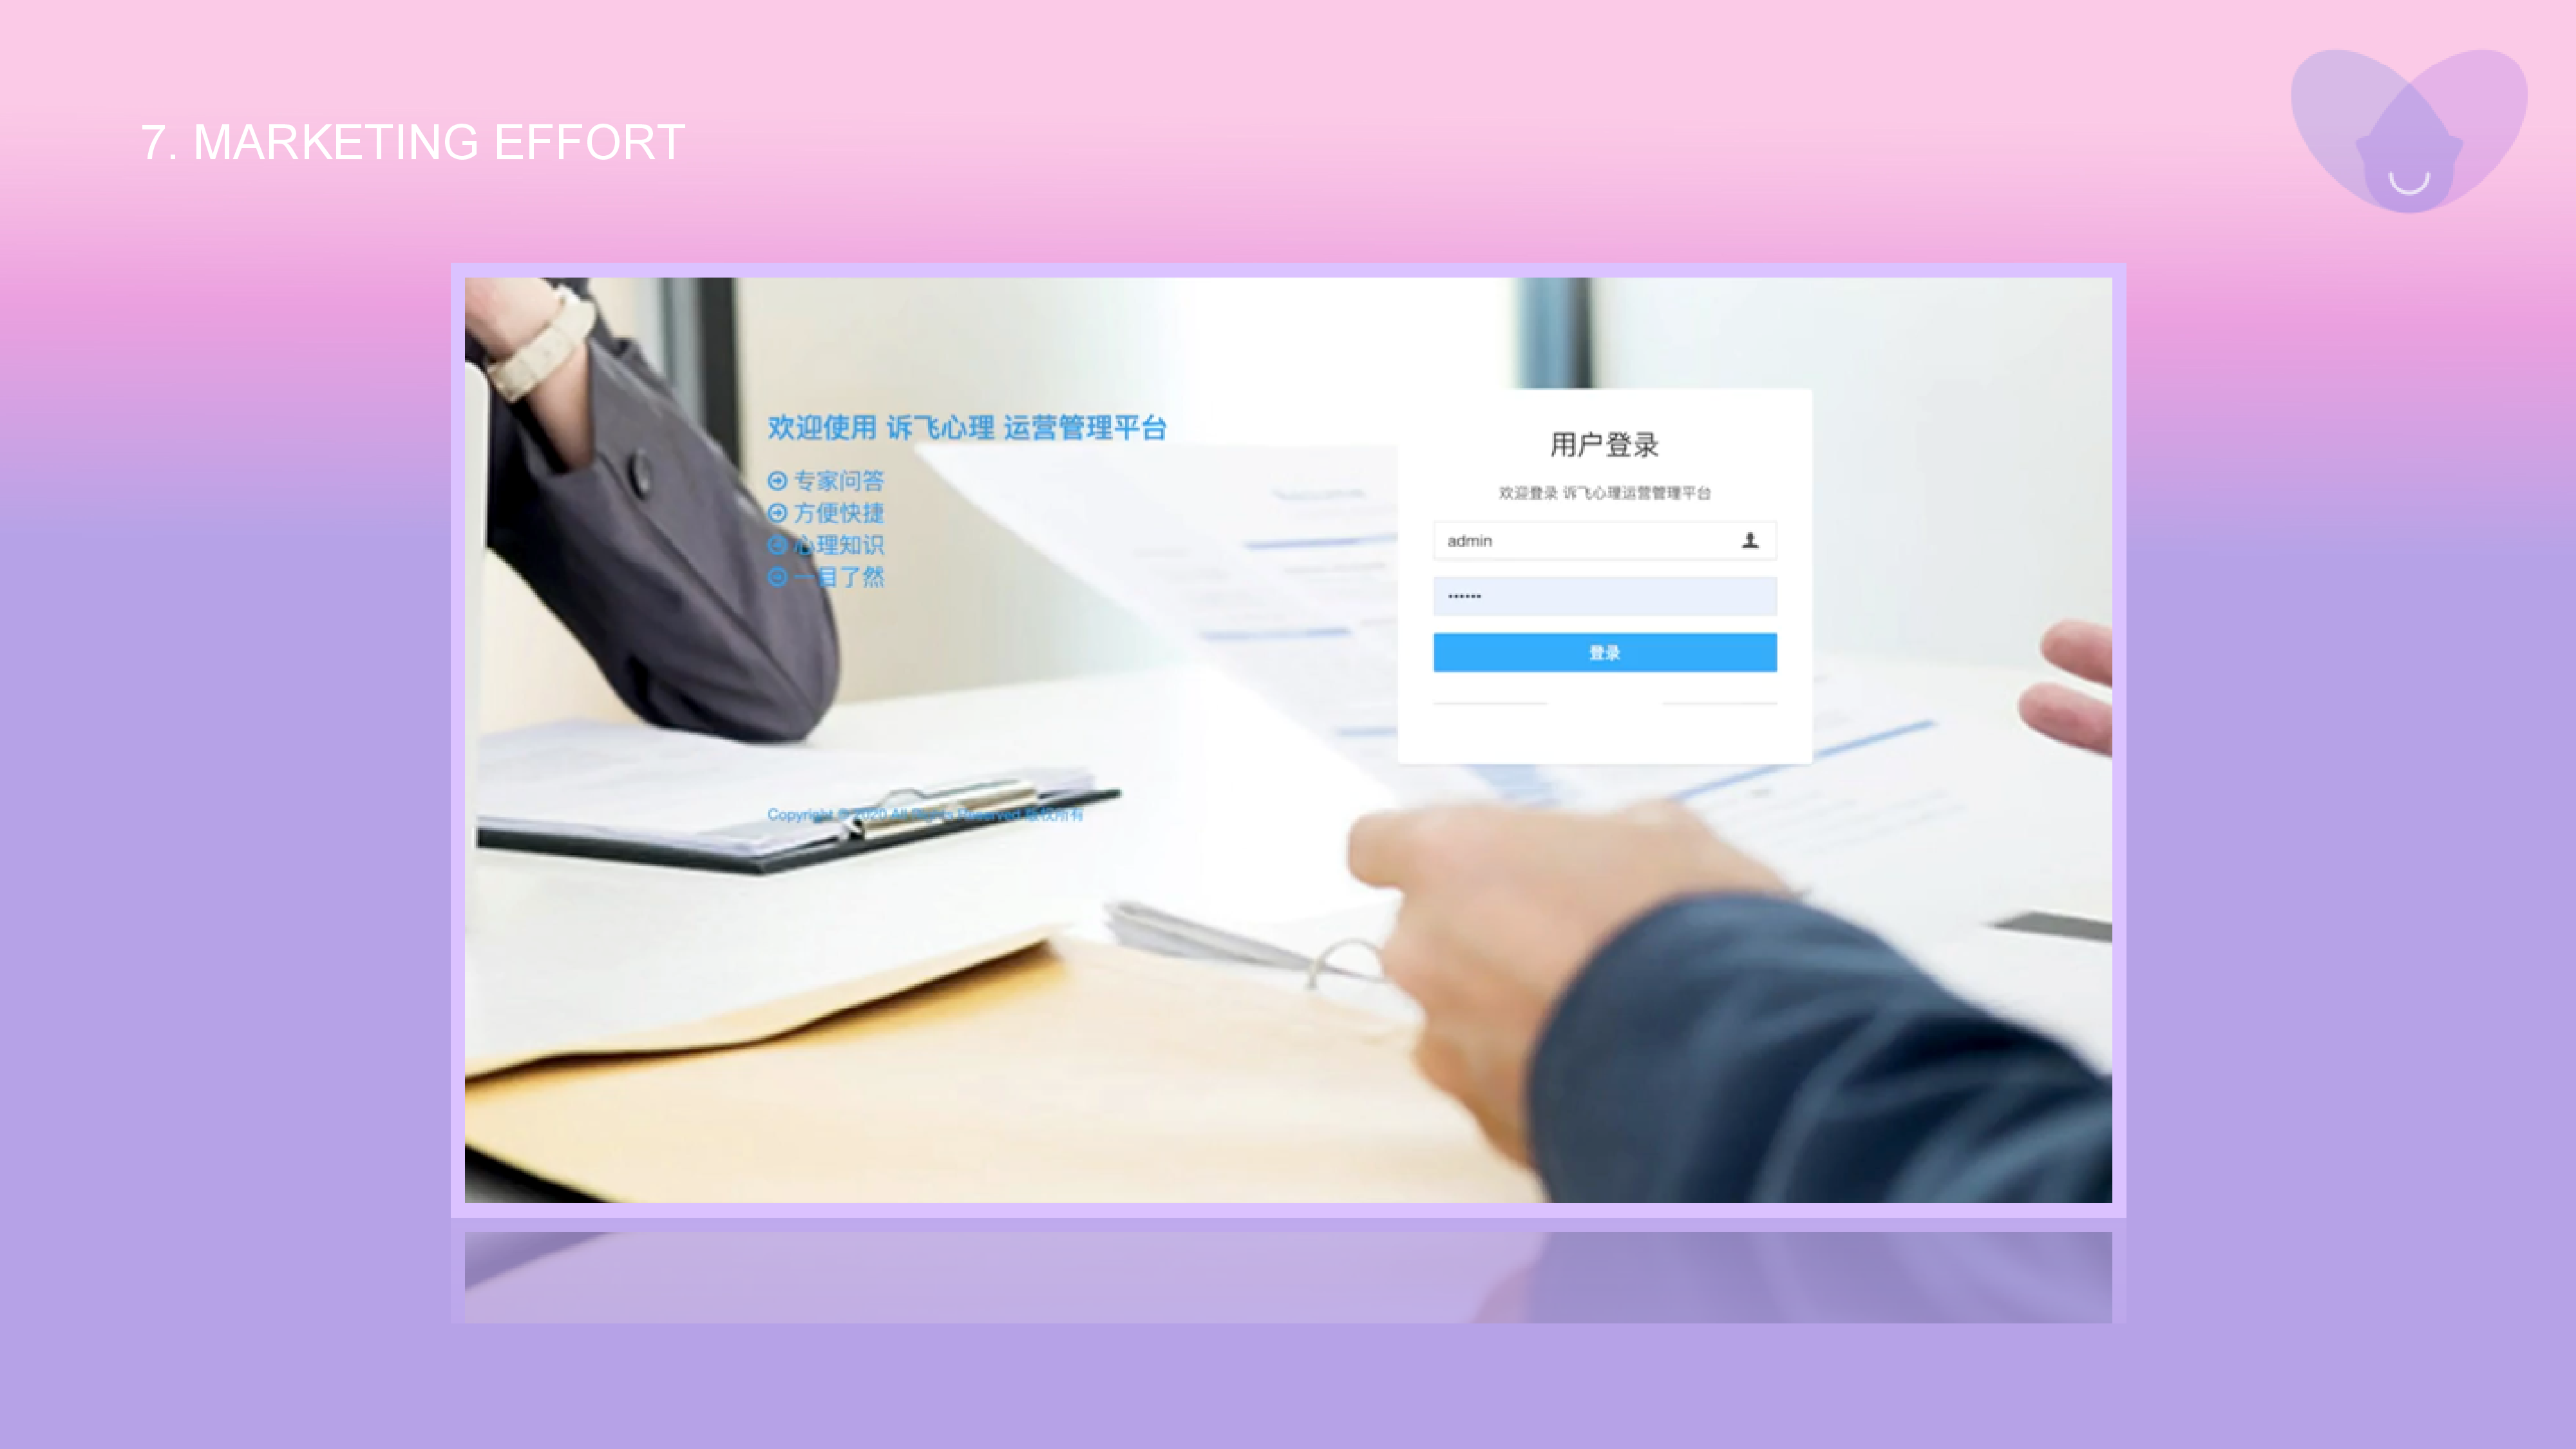 7. MARKETING EFFORT
欢迎使用 诉飞心理 运营管理平台
专家问答
方便快捷
心理知识
一目了然
Copyright © 2020 All Rights Reserved 版权所有
用户登录
欢迎登录 诉飞心理运营管理平台
admin
••••••
登录